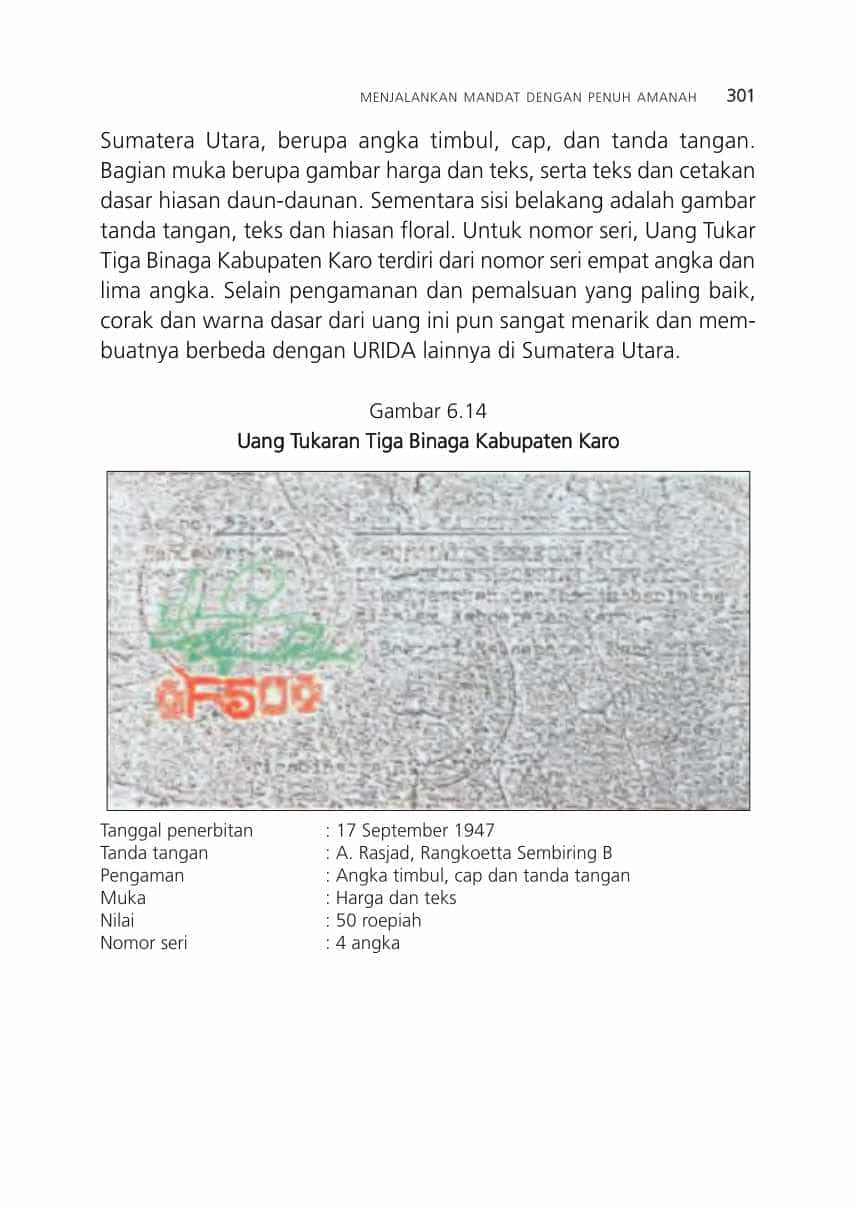 MENJALANKAN MANDAT DENGAN PENUH AMANAH 301
Sumatera Utara, berupa angka timbul, cap, dan tanda tangan.
Bagian muka berupa gambar harga dan teks, serta teks dan cetakan
dasar hiasan daun-daunan. Sementara sisi belakang adalah gambar
tanda tangan, teks dan hiasan floral. Untuk nomor seri, Uang Tukar
Tiga Binaga Kabupaten Karo terdiri dari nomor seri empat angka dan
lima angka. Selain pengamanan dan pemalsuan yang paling baik,
corak dan warna dasar dari uang ini pun sangat menarik dan mem-
buatnya berbeda dengan URIDA lainnya di Sumatera Utara.
Gambar 6.14
Uang Tukaran Tiga Binaga Kabupaten Karo
Tanggal penerbitan : 17 September 1947
Tanda tangan : A. Rasjad, Rangkoetta Sembiring B
Pengaman : Angka timbul, cap dan tanda tangan
Muka : Harga dan teks
Nilai : 50 roepiah
Nomor seri : 4 angka